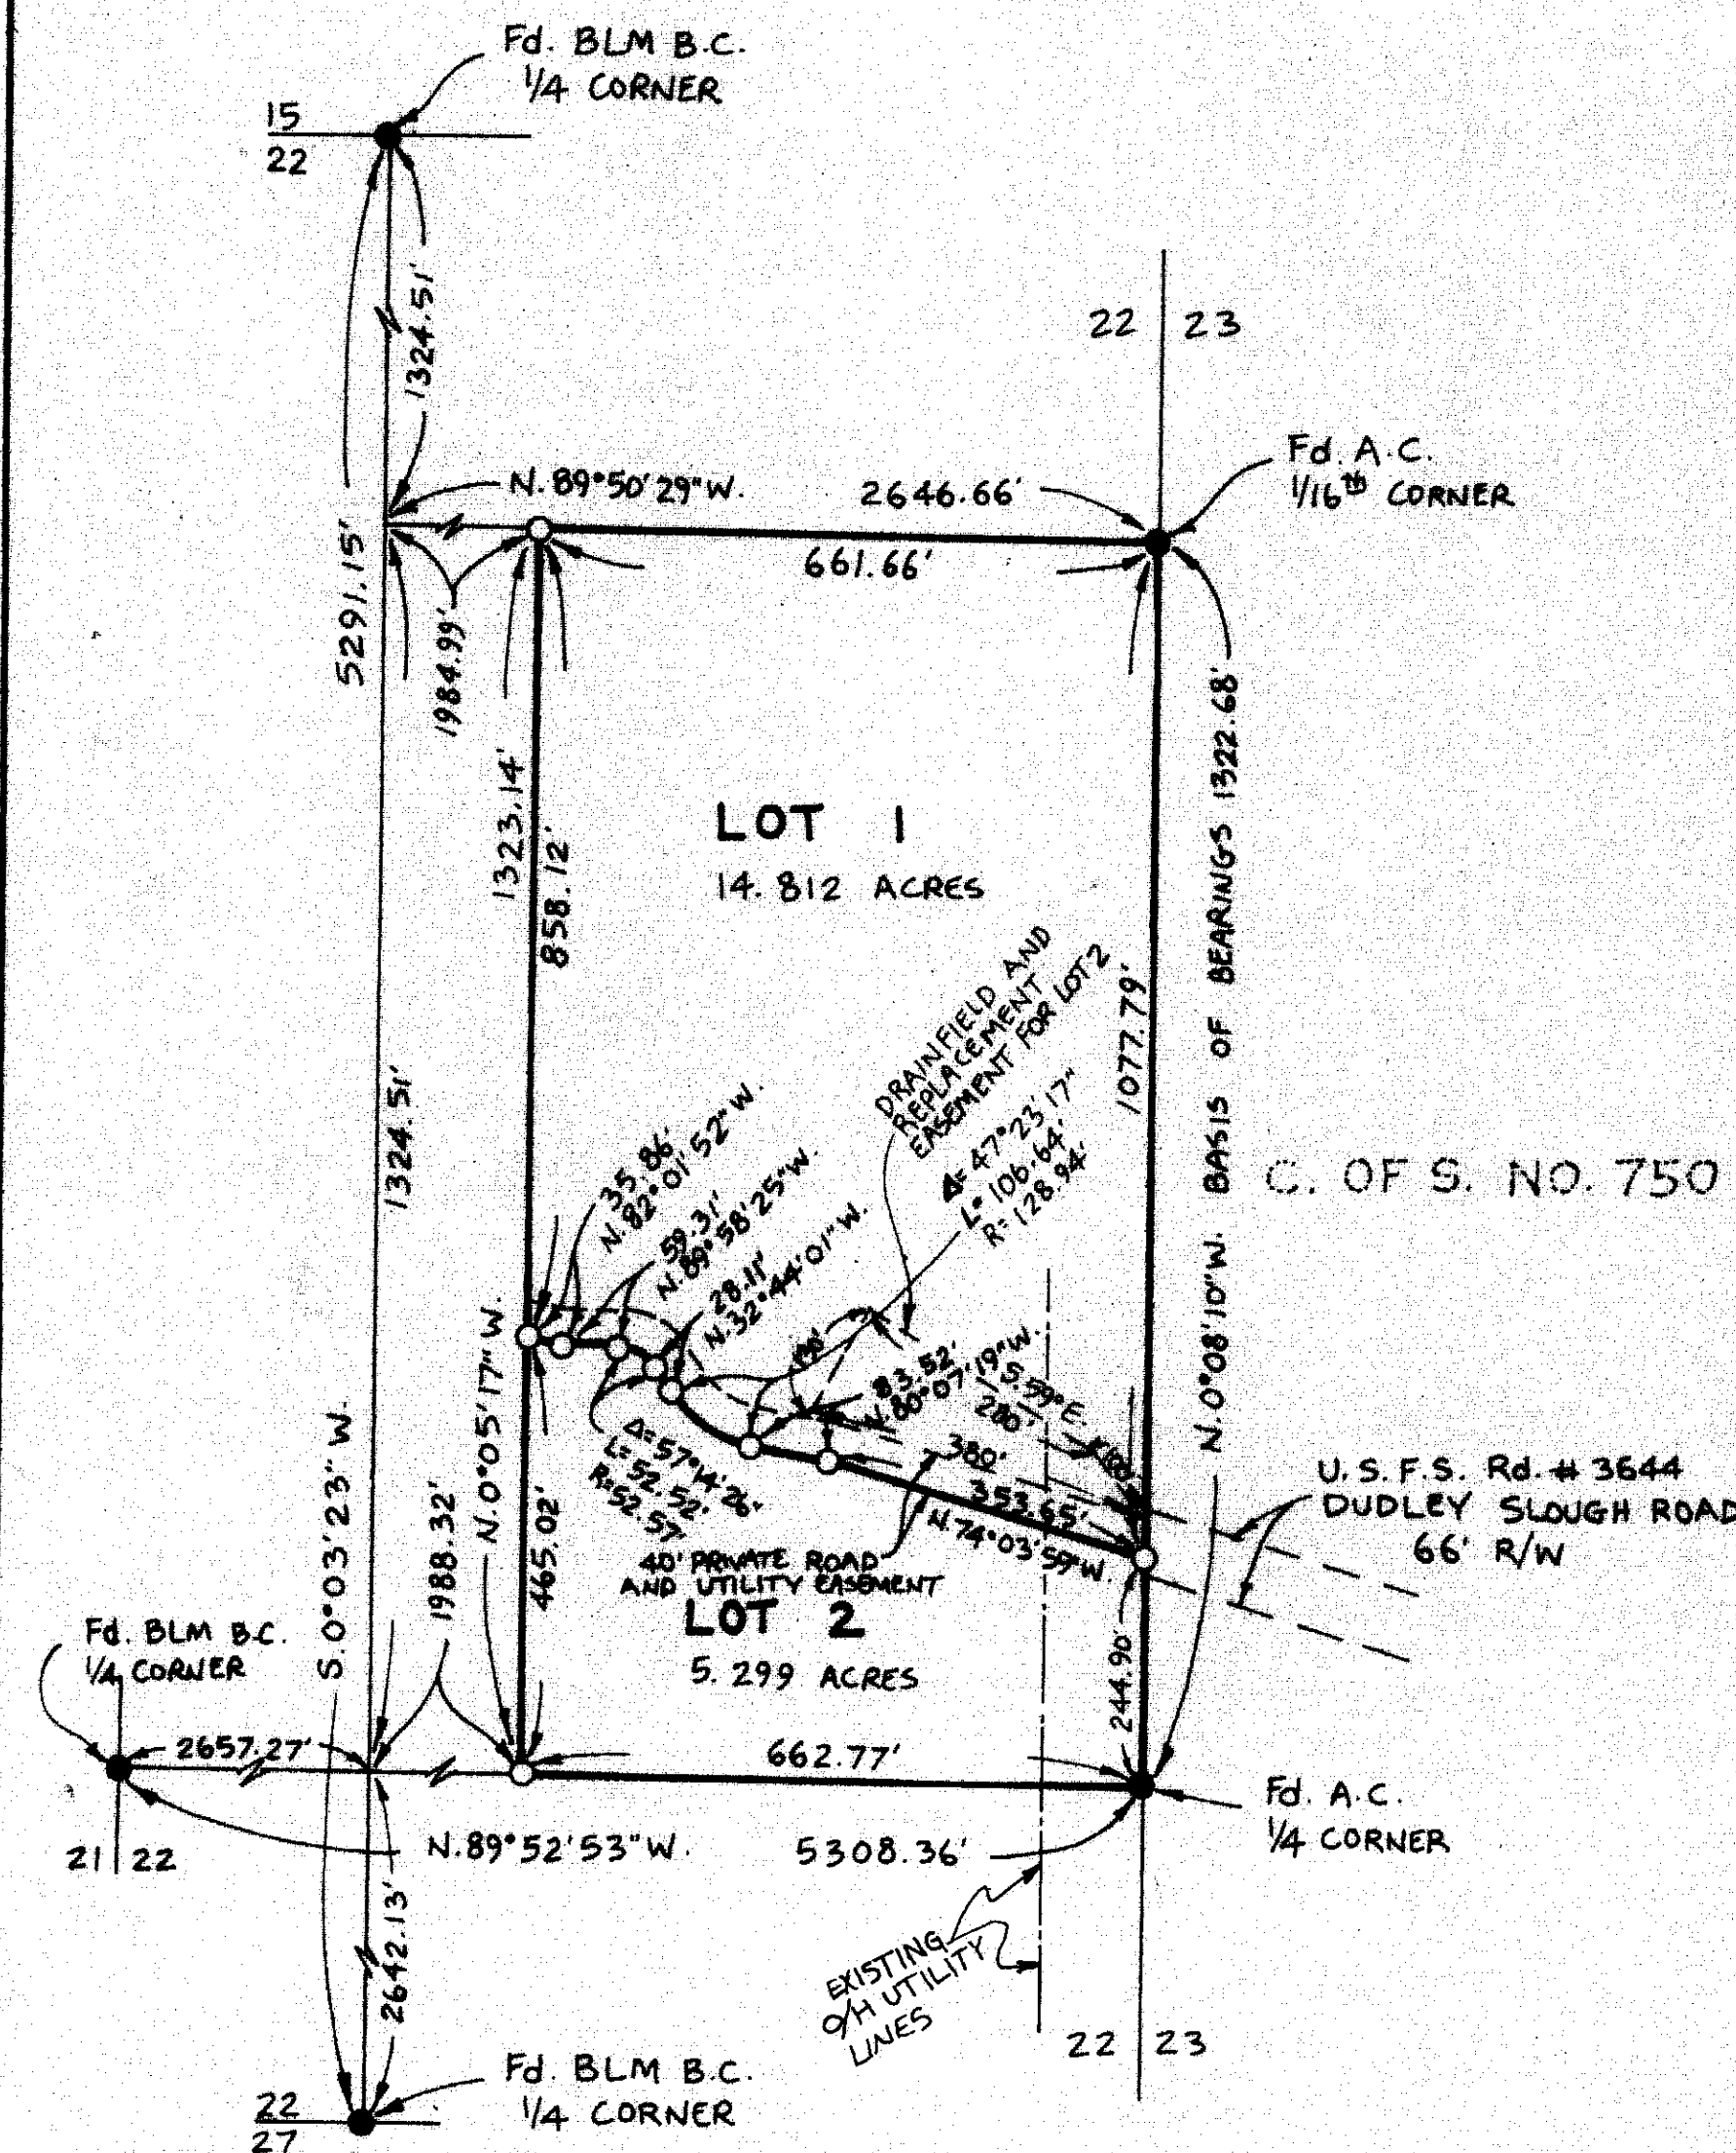 Fd. BLM B.C.
1/4 CORNER
15
22
1324.51'
22 23
Fd. A.C.
1/16th CORNER
N. 89°50'29"W.
2646.66'
661.66'
5291.15'
1984.99'
1323.14'
858.12'
LOT 1
14.812 ACRES
N.0°08'10"W. BASIS OF BEARINGS 1322.68'
1077.79'
DRAINFIELD AND
REPLACEMENT
EASEMENT FOR LOT 2
Δ= 47°23'17"
L= 106.64'
R= 128.94'
1324.51'
C. OF S. NO. 750
35.86'
N.82°01'52"W.
59.31'
N.89°58'25"W.
28.11'
N.32°44'01"W.
83.52'
N.80°07'19"W.
S.59°E.
280'
380'
353.65'
N.74°03'59"W.
Δ=57°14'26"
L=52.52'
R=52.57'
40' PRIVATE ROAD
AND UTILITY EASEMENT
U.S.F.S. Rd. # 3644
DUDLEY SLOUGH ROAD
66' R/W
S.0°03'23"W.
1988.32'
N.0°05'17"W.
465.02'
LOT 2
5.299 ACRES
244.90'
Fd. BLM B.C.
1/4 CORNER
2657.27'
662.77'
21 22
N.89°52'53"W.
5308.36'
Fd. A.C.
1/4 CORNER
2642.13'
EXISTING
O/H UTILITY
LINES
22 23
Fd. BLM B.C.
1/4 CORNER
22
27